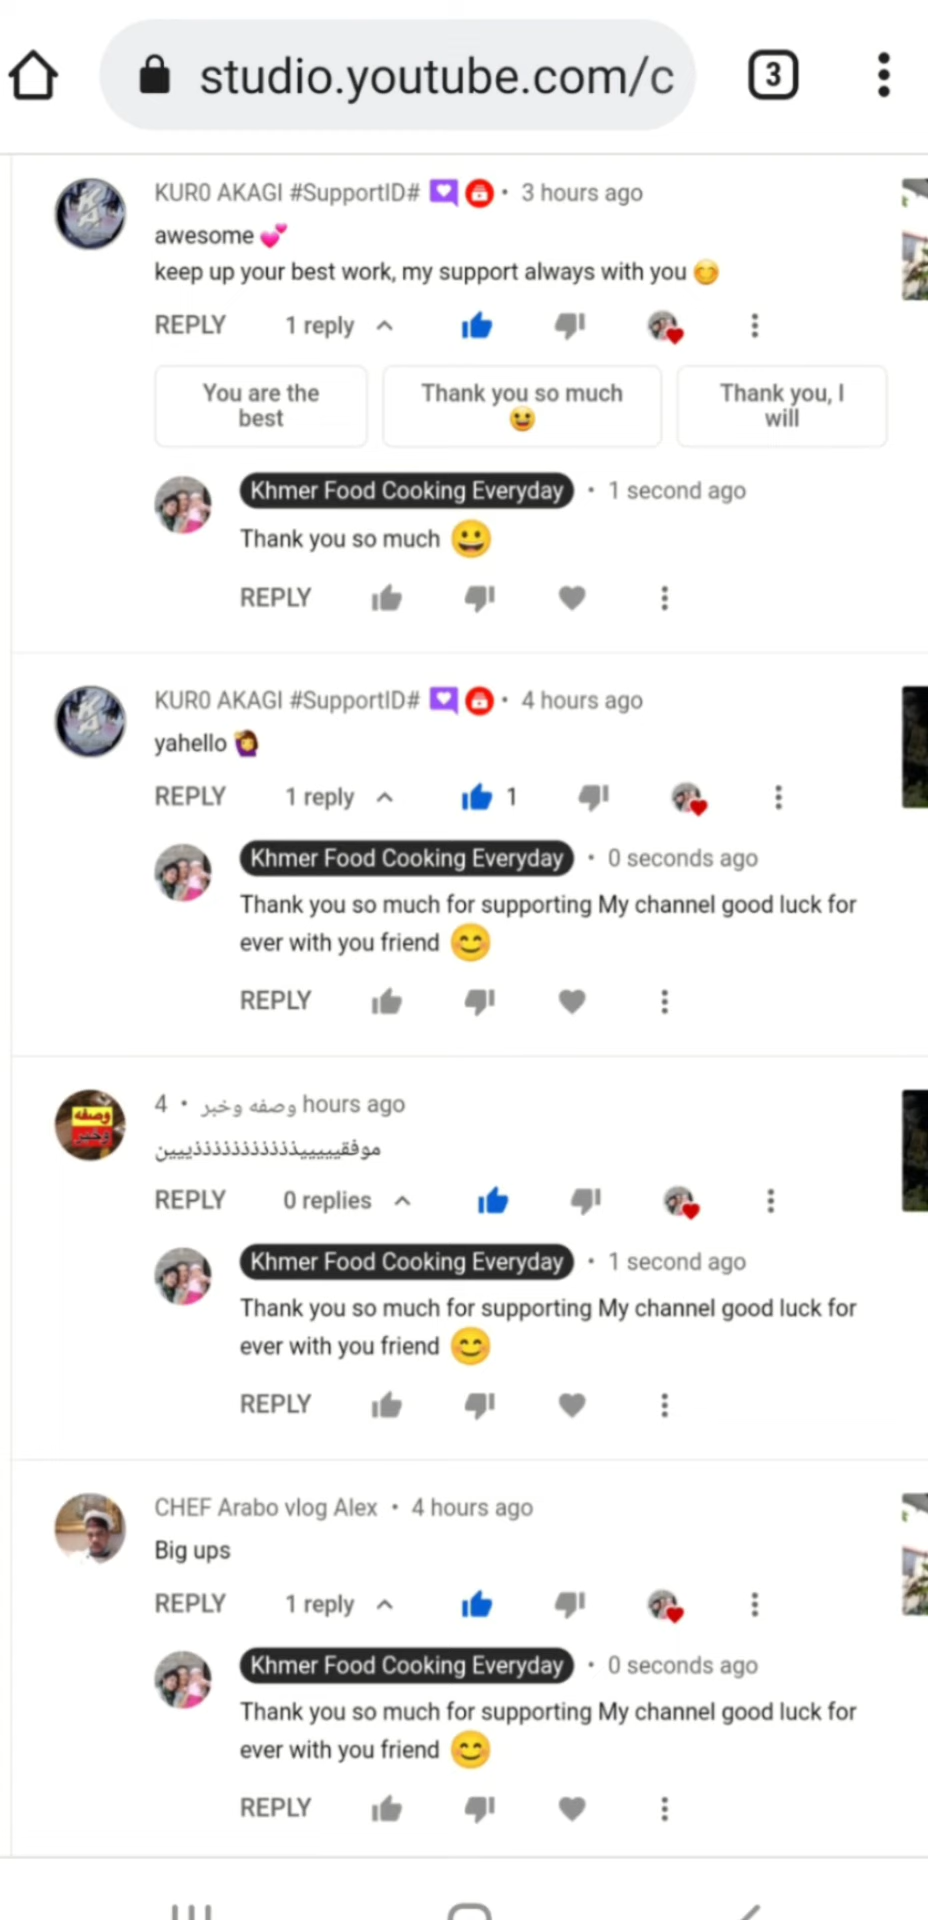 studio.youtube.com/c
3
KURO AKAGI #SupportID# • 3 hours ago
awesome 💕
keep up your best work, my support always with you 😊
REPLY 1 reply
You are the best
Thank you so much 😀
Thank you, I will
Khmer Food Cooking Everyday • 1 second ago
Thank you so much 😀
REPLY
KURO AKAGI #SupportID# • 4 hours ago
yahello 🙋‍♀️
REPLY 1 reply 1
Khmer Food Cooking Everyday • 0 seconds ago
Thank you so much for supporting My channel good luck for
ever with you friend 😊
REPLY
وصفه وخبر
4 • وصفه وخبر hours ago
موفقيييييذذذذذذذذذذذييين
REPLY 0 replies
Khmer Food Cooking Everyday • 1 second ago
Thank you so much for supporting My channel good luck for
ever with you friend 😊
REPLY
CHEF Arabo vlog Alex • 4 hours ago
Big ups
REPLY 1 reply
Khmer Food Cooking Everyday • 0 seconds ago
Thank you so much for supporting My channel good luck for
ever with you friend 😊
REPLY